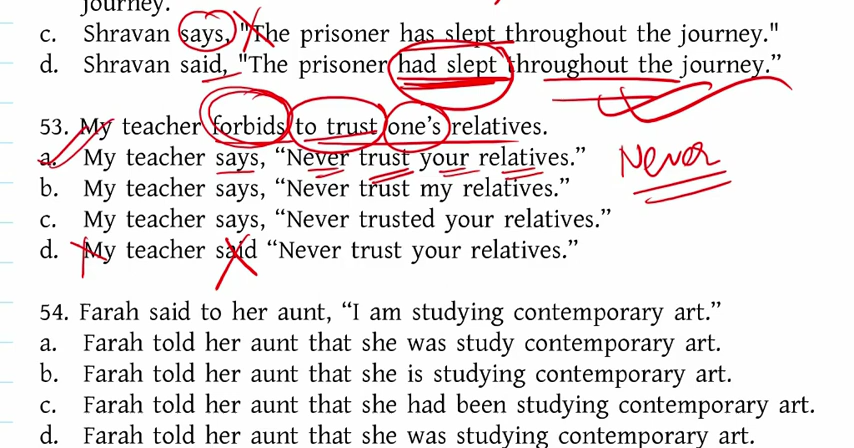 journey.
c. Shravan says, "The prisoner has slept throughout the journey."
d. Shravan said, "The prisoner had slept throughout the journey.”
53. My teacher forbids to trust one's relatives.
a. My teacher says, “Never trust your relatives.” Never
b. My teacher says, “Never trust my relatives.”
c. My teacher says, “Never trusted your relatives.”
d. My teacher said “Never trust your relatives.”
54. Farah said to her aunt, “I am studying contemporary art.”
a. Farah told her aunt that she was study contemporary art.
b. Farah told her aunt that she is studying contemporary art.
c. Farah told her aunt that she had been studying contemporary art.
d. Farah told her aunt that she was studying contemporary art.